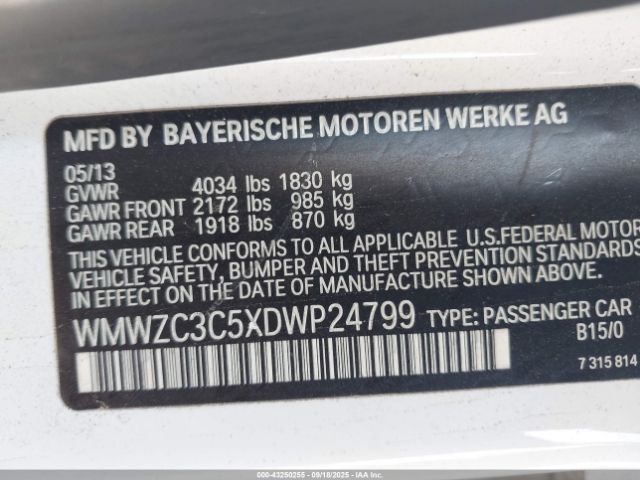 MFD BY BAYERISCHE MOTOREN WERKE AG
05/13
GVWR 4034 lbs 1830 kg
GAWR FRONT 2172 lbs 985 kg
GAWR REAR 1918 lbs 870 kg
THIS VEHICLE CONFORMS TO ALL APPLICABLE U.S.FEDERAL MOTOR
VEHICLE SAFETY, BUMPER AND THEFT PREVENTION STANDARDS
IN EFFECT ON THE DATE OF MANUFACTURE SHOWN ABOVE.
WMWZC3C5XDWP24799 TYPE: PASSENGER CAR
B15/0
7 315 814
000-43250255 - 09/18/2025 - IAAI.COM